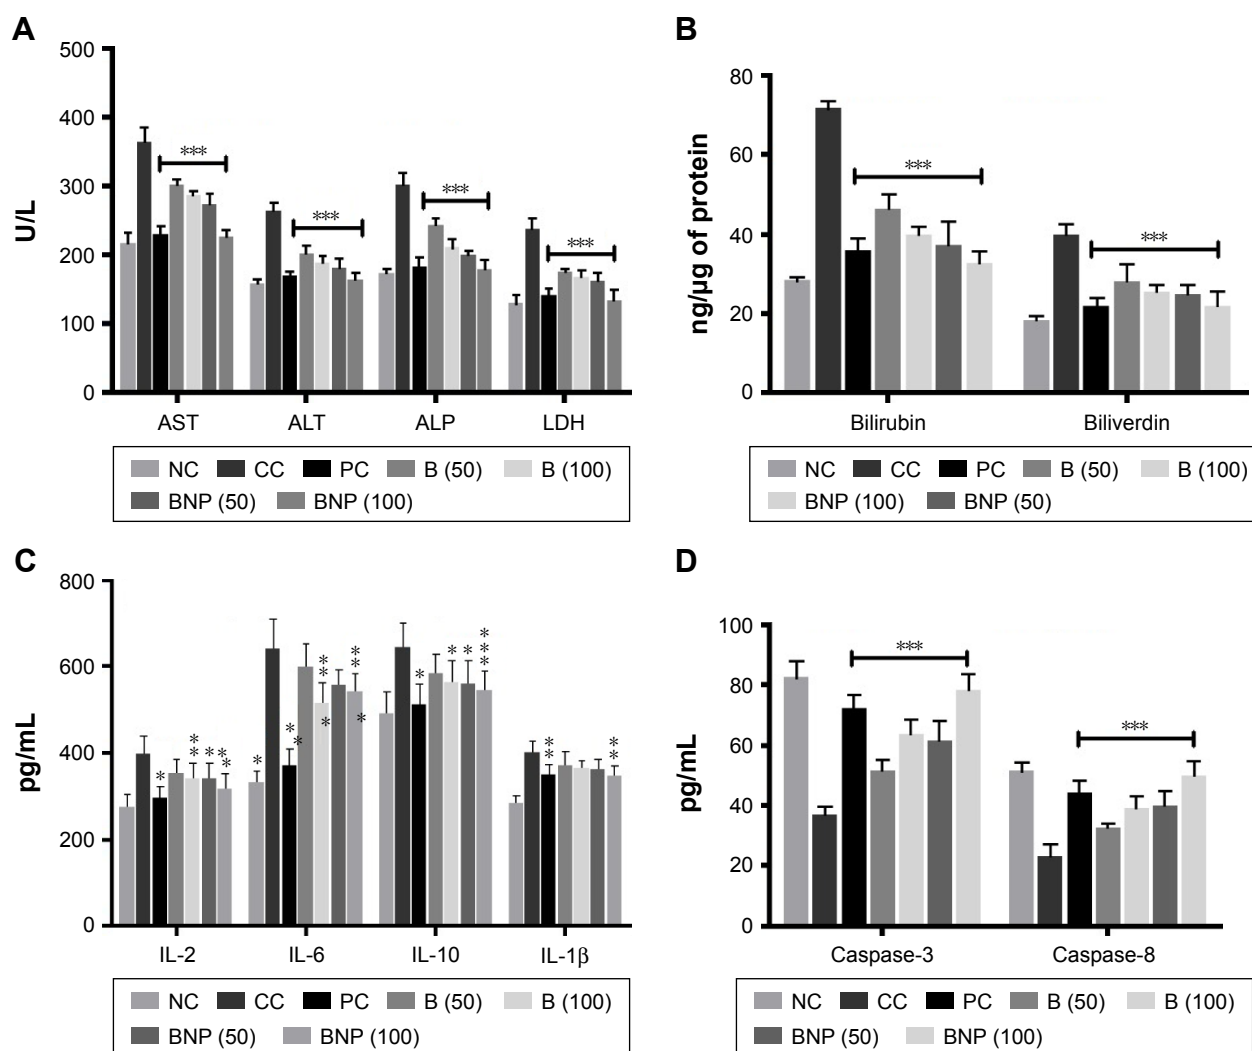 A
500
400
300
200
100
0
U/L
***
***
***
***
AST ALT ALP LDH
NC CC PC B (50) B (100)
BNP (50) BNP (100)
B
80
60
40
20
0
ng/µg of protein
***
***
Bilirubin Biliverdin
NC CC PC B (50) B (100)
BNP (100) BNP (50)
C
800
600
400
200
0
pg/mL
* ** ** **
* ** *** ***
* * * ***
** **
IL-2 IL-6 IL-10 IL-1β
NC CC PC B (50) B (100)
BNP (50) BNP (100)
D
100
80
60
40
20
0
pg/mL
***
***
Caspase-3 Caspase-8
NC CC PC B (50) B (100)
BNP (50) BNP (100)